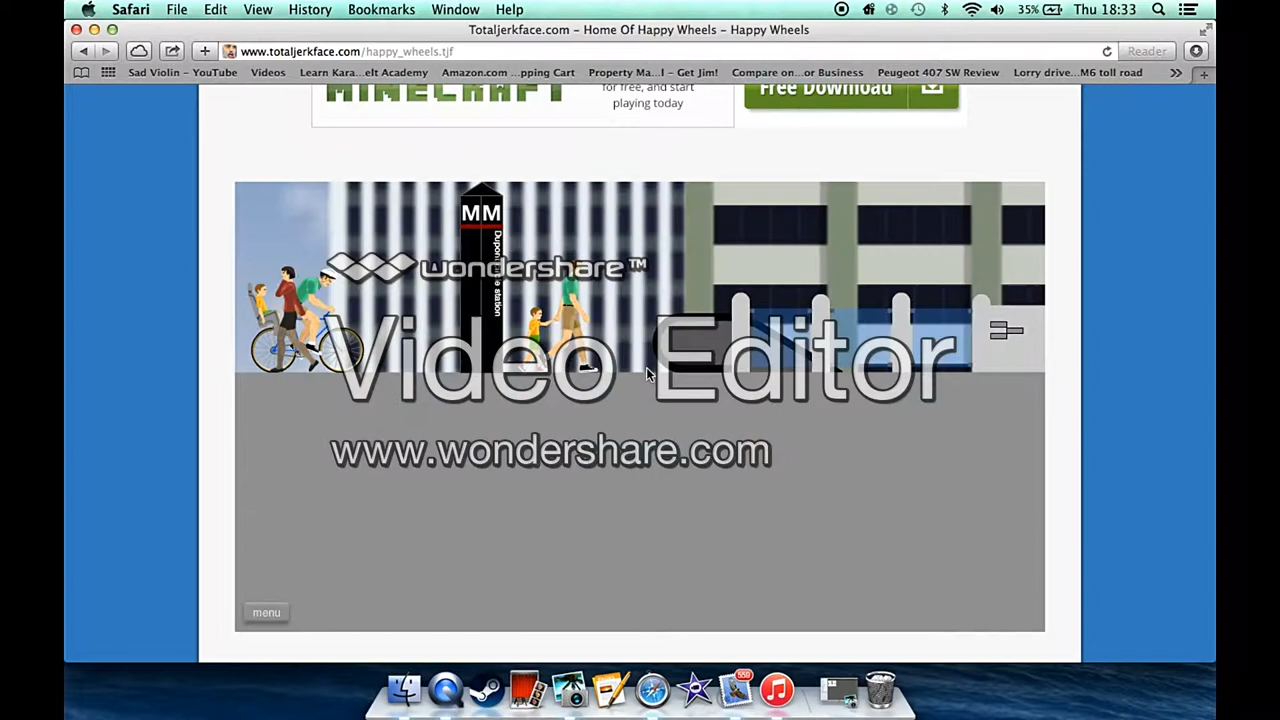 Safari File Edit View History Bookmarks Window Help 35% Thu 18:33
Totaljerkface.com – Home Of Happy Wheels – Happy Wheels
www.totaljerkface.com/happy_wheels.tjf Reader
Sad Violin – YouTube Videos Learn Kara...elt Academy Amazon.com ...pping Cart Property Ma...l – Get Jim! Compare on...or Business Peugeot 407 SW Review Lorry drive...M6 toll road
MINECRAFT
for free, and start
playing today
Free Download
MM
wondershare™
Video Editor
www.wondershare.com
menu
550